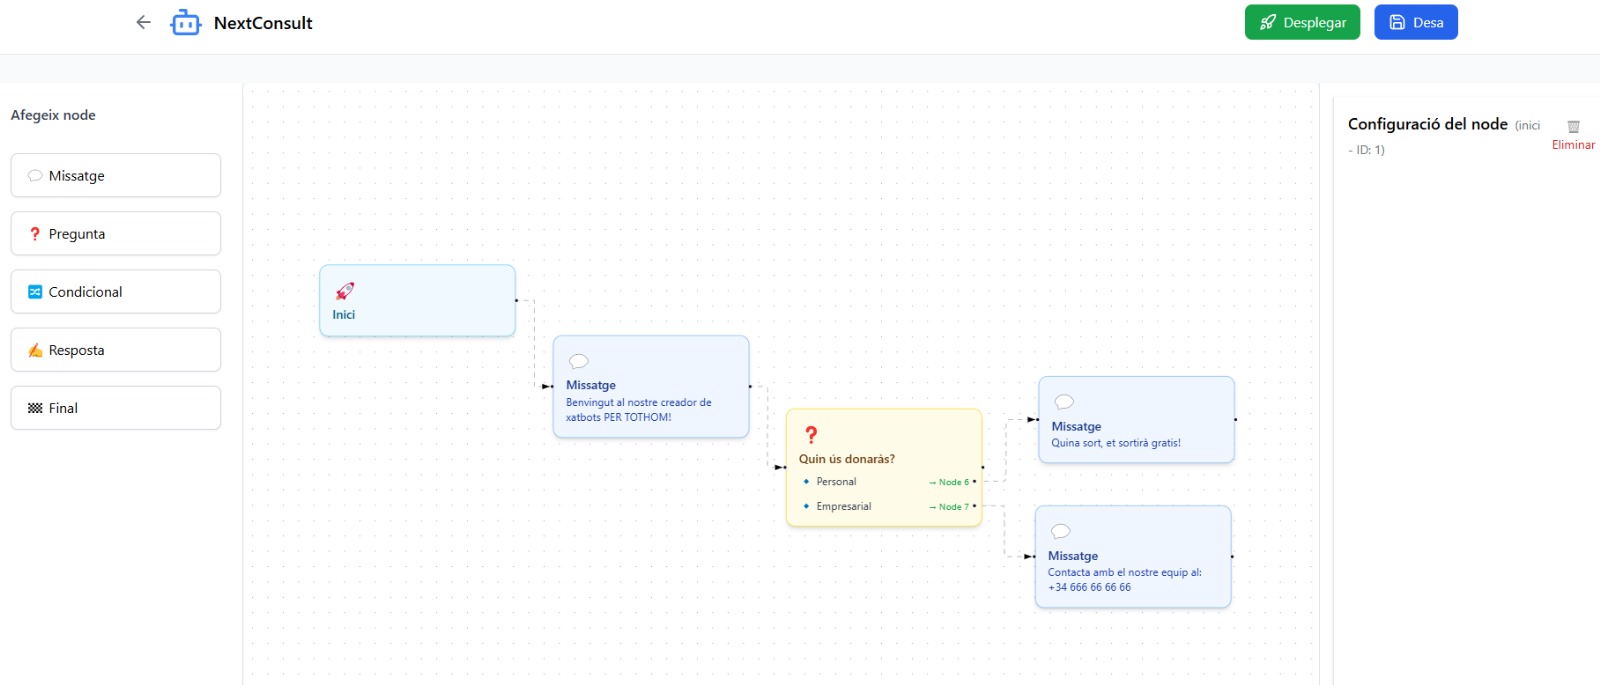 NextConsult
Desplegar
Desa
Afegeix node
Missatge
Pregunta
Condicional
Resposta
Final
Inici
Missatge
Benvingut al nostre creador de
xatbots PER TOTHOM!
Quin ús donaràs?
Personal → Node 6
Empresarial → Node 7
Missatge
Quina sort, et sortirà gratis!
Missatge
Contacta amb el nostre equip al:
+34 666 66 66 66
Configuració del node (inici
- ID: 1)
Eliminar